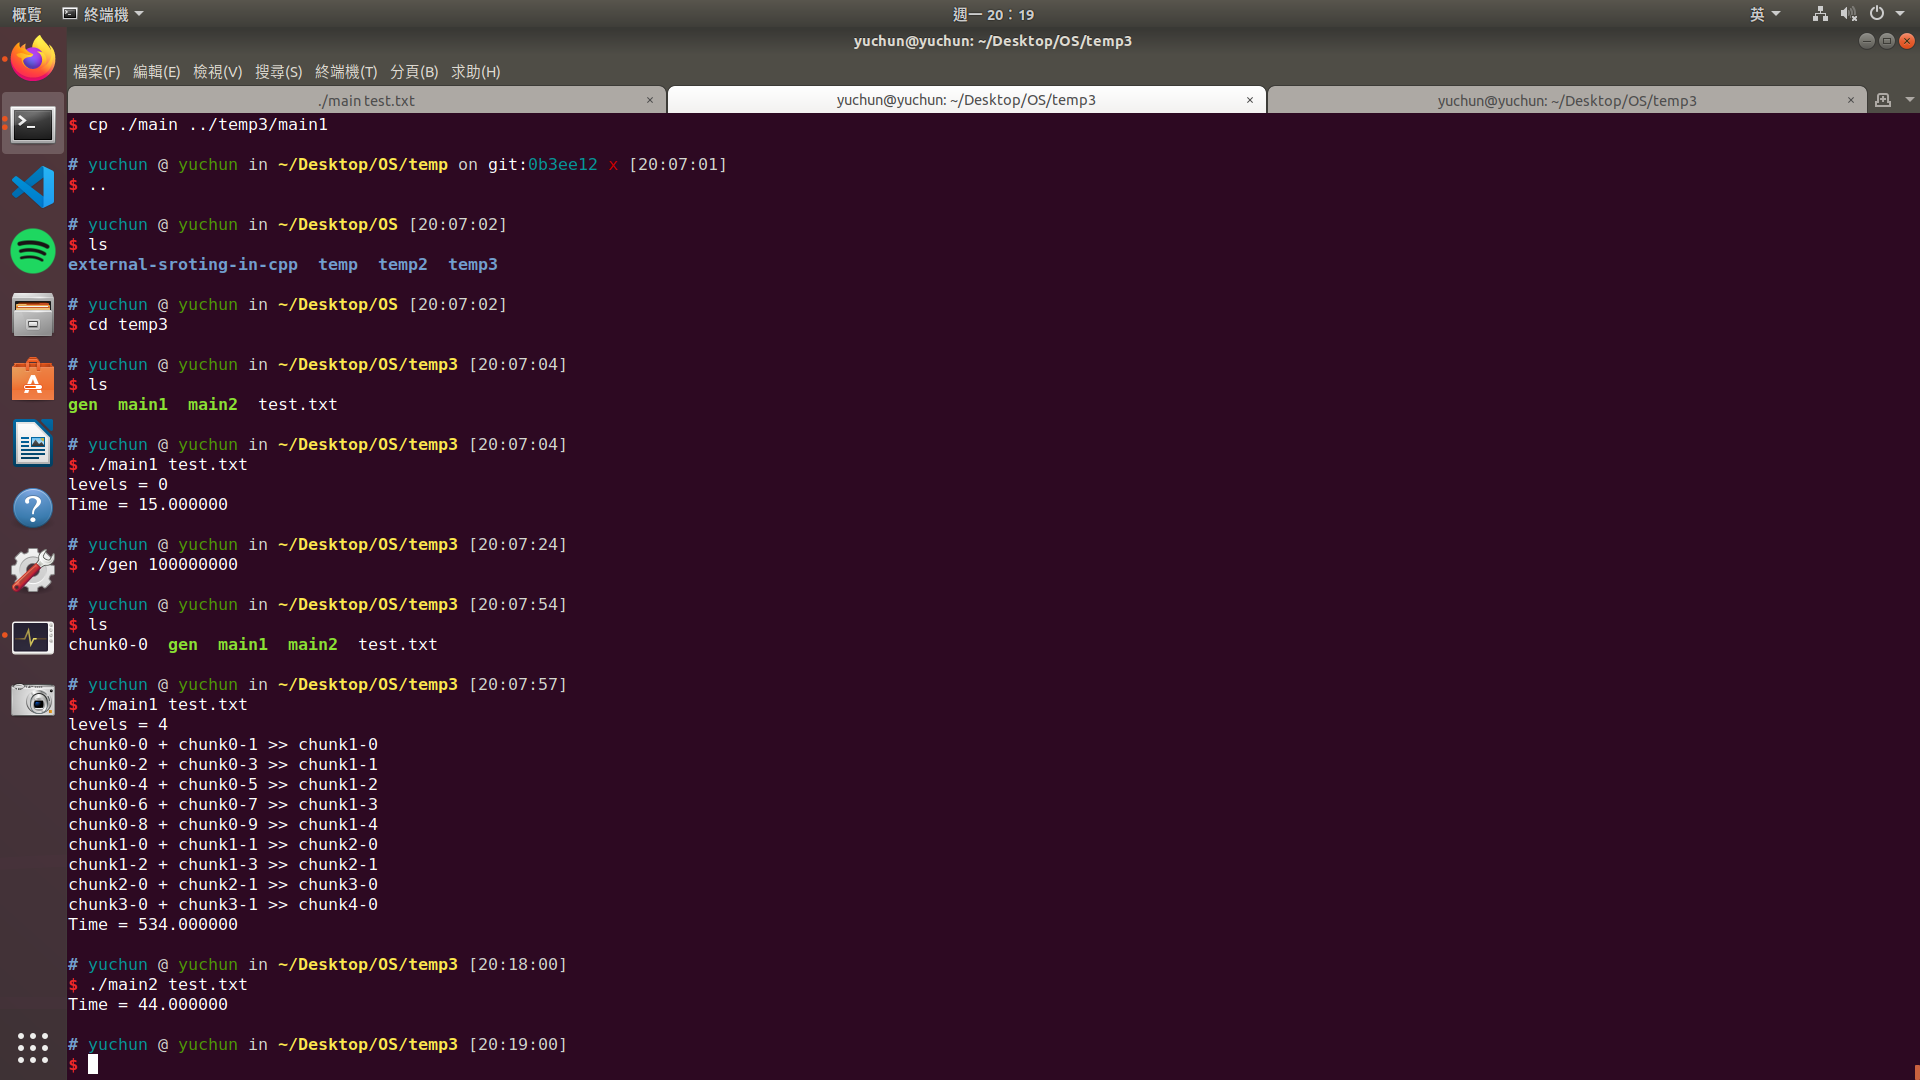 概覽 終端機 週一 20：19 英
yuchun@yuchun: ~/Desktop/OS/temp3
檔案(F) 編輯(E) 檢視(V) 搜尋(S) 終端機(T) 分頁(B) 求助(H)
./main test.txt × yuchun@yuchun: ~/Desktop/OS/temp3 × yuchun@yuchun: ~/Desktop/OS/temp3 ×
$ cp ./main ../temp3/main1
# yuchun @ yuchun in ~/Desktop/OS/temp on git:0b3ee12 x [20:07:01]
$ ..
# yuchun @ yuchun in ~/Desktop/OS [20:07:02]
$ ls
external-sroting-in-cpp temp temp2 temp3
# yuchun @ yuchun in ~/Desktop/OS [20:07:02]
$ cd temp3
# yuchun @ yuchun in ~/Desktop/OS/temp3 [20:07:04]
$ ls
gen main1 main2 test.txt
# yuchun @ yuchun in ~/Desktop/OS/temp3 [20:07:04]
$ ./main1 test.txt
levels = 0
Time = 15.000000
# yuchun @ yuchun in ~/Desktop/OS/temp3 [20:07:24]
$ ./gen 100000000
# yuchun @ yuchun in ~/Desktop/OS/temp3 [20:07:54]
$ ls
chunk0-0 gen main1 main2 test.txt
# yuchun @ yuchun in ~/Desktop/OS/temp3 [20:07:57]
$ ./main1 test.txt
levels = 4
chunk0-0 + chunk0-1 >> chunk1-0
chunk0-2 + chunk0-3 >> chunk1-1
chunk0-4 + chunk0-5 >> chunk1-2
chunk0-6 + chunk0-7 >> chunk1-3
chunk0-8 + chunk0-9 >> chunk1-4
chunk1-0 + chunk1-1 >> chunk2-0
chunk1-2 + chunk1-3 >> chunk2-1
chunk2-0 + chunk2-1 >> chunk3-0
chunk3-0 + chunk3-1 >> chunk4-0
Time = 534.000000
# yuchun @ yuchun in ~/Desktop/OS/temp3 [20:18:00]
$ ./main2 test.txt
Time = 44.000000
# yuchun @ yuchun in ~/Desktop/OS/temp3 [20:19:00]
$